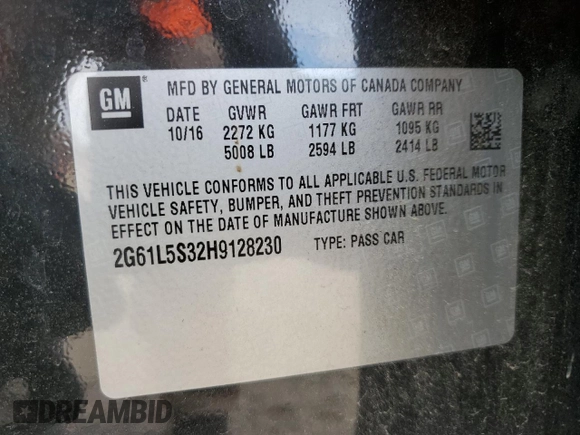 GM ® MFD BY GENERAL MOTORS OF CANADA COMPANY
DATE GVWR GAWR FRT GAWR RR
10/16 2272 KG 1177 KG 1095 KG
5008 LB 2594 LB 2414 LB
THIS VEHICLE CONFORMS TO ALL APPLICABLE U.S. FEDERAL MOTOR
VEHICLE SAFETY, BUMPER, AND THEFT PREVENTION STANDARDS IN
EFFECT ON THE DATE OF MANUFACTURE SHOWN ABOVE.
2G61L5S32H9128230 TYPE: PASS CAR
DREAMBID